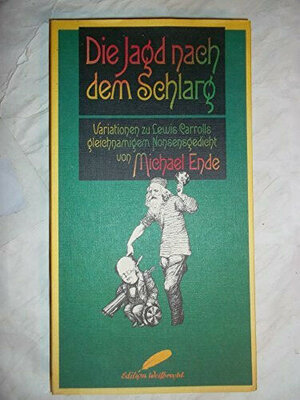 Die Jagd nach
dem Schlarg
Variationen zu Lewis Carrolls
gleichnamigem Nonsensgedicht
von Michael Ende
Edition Weitbrecht